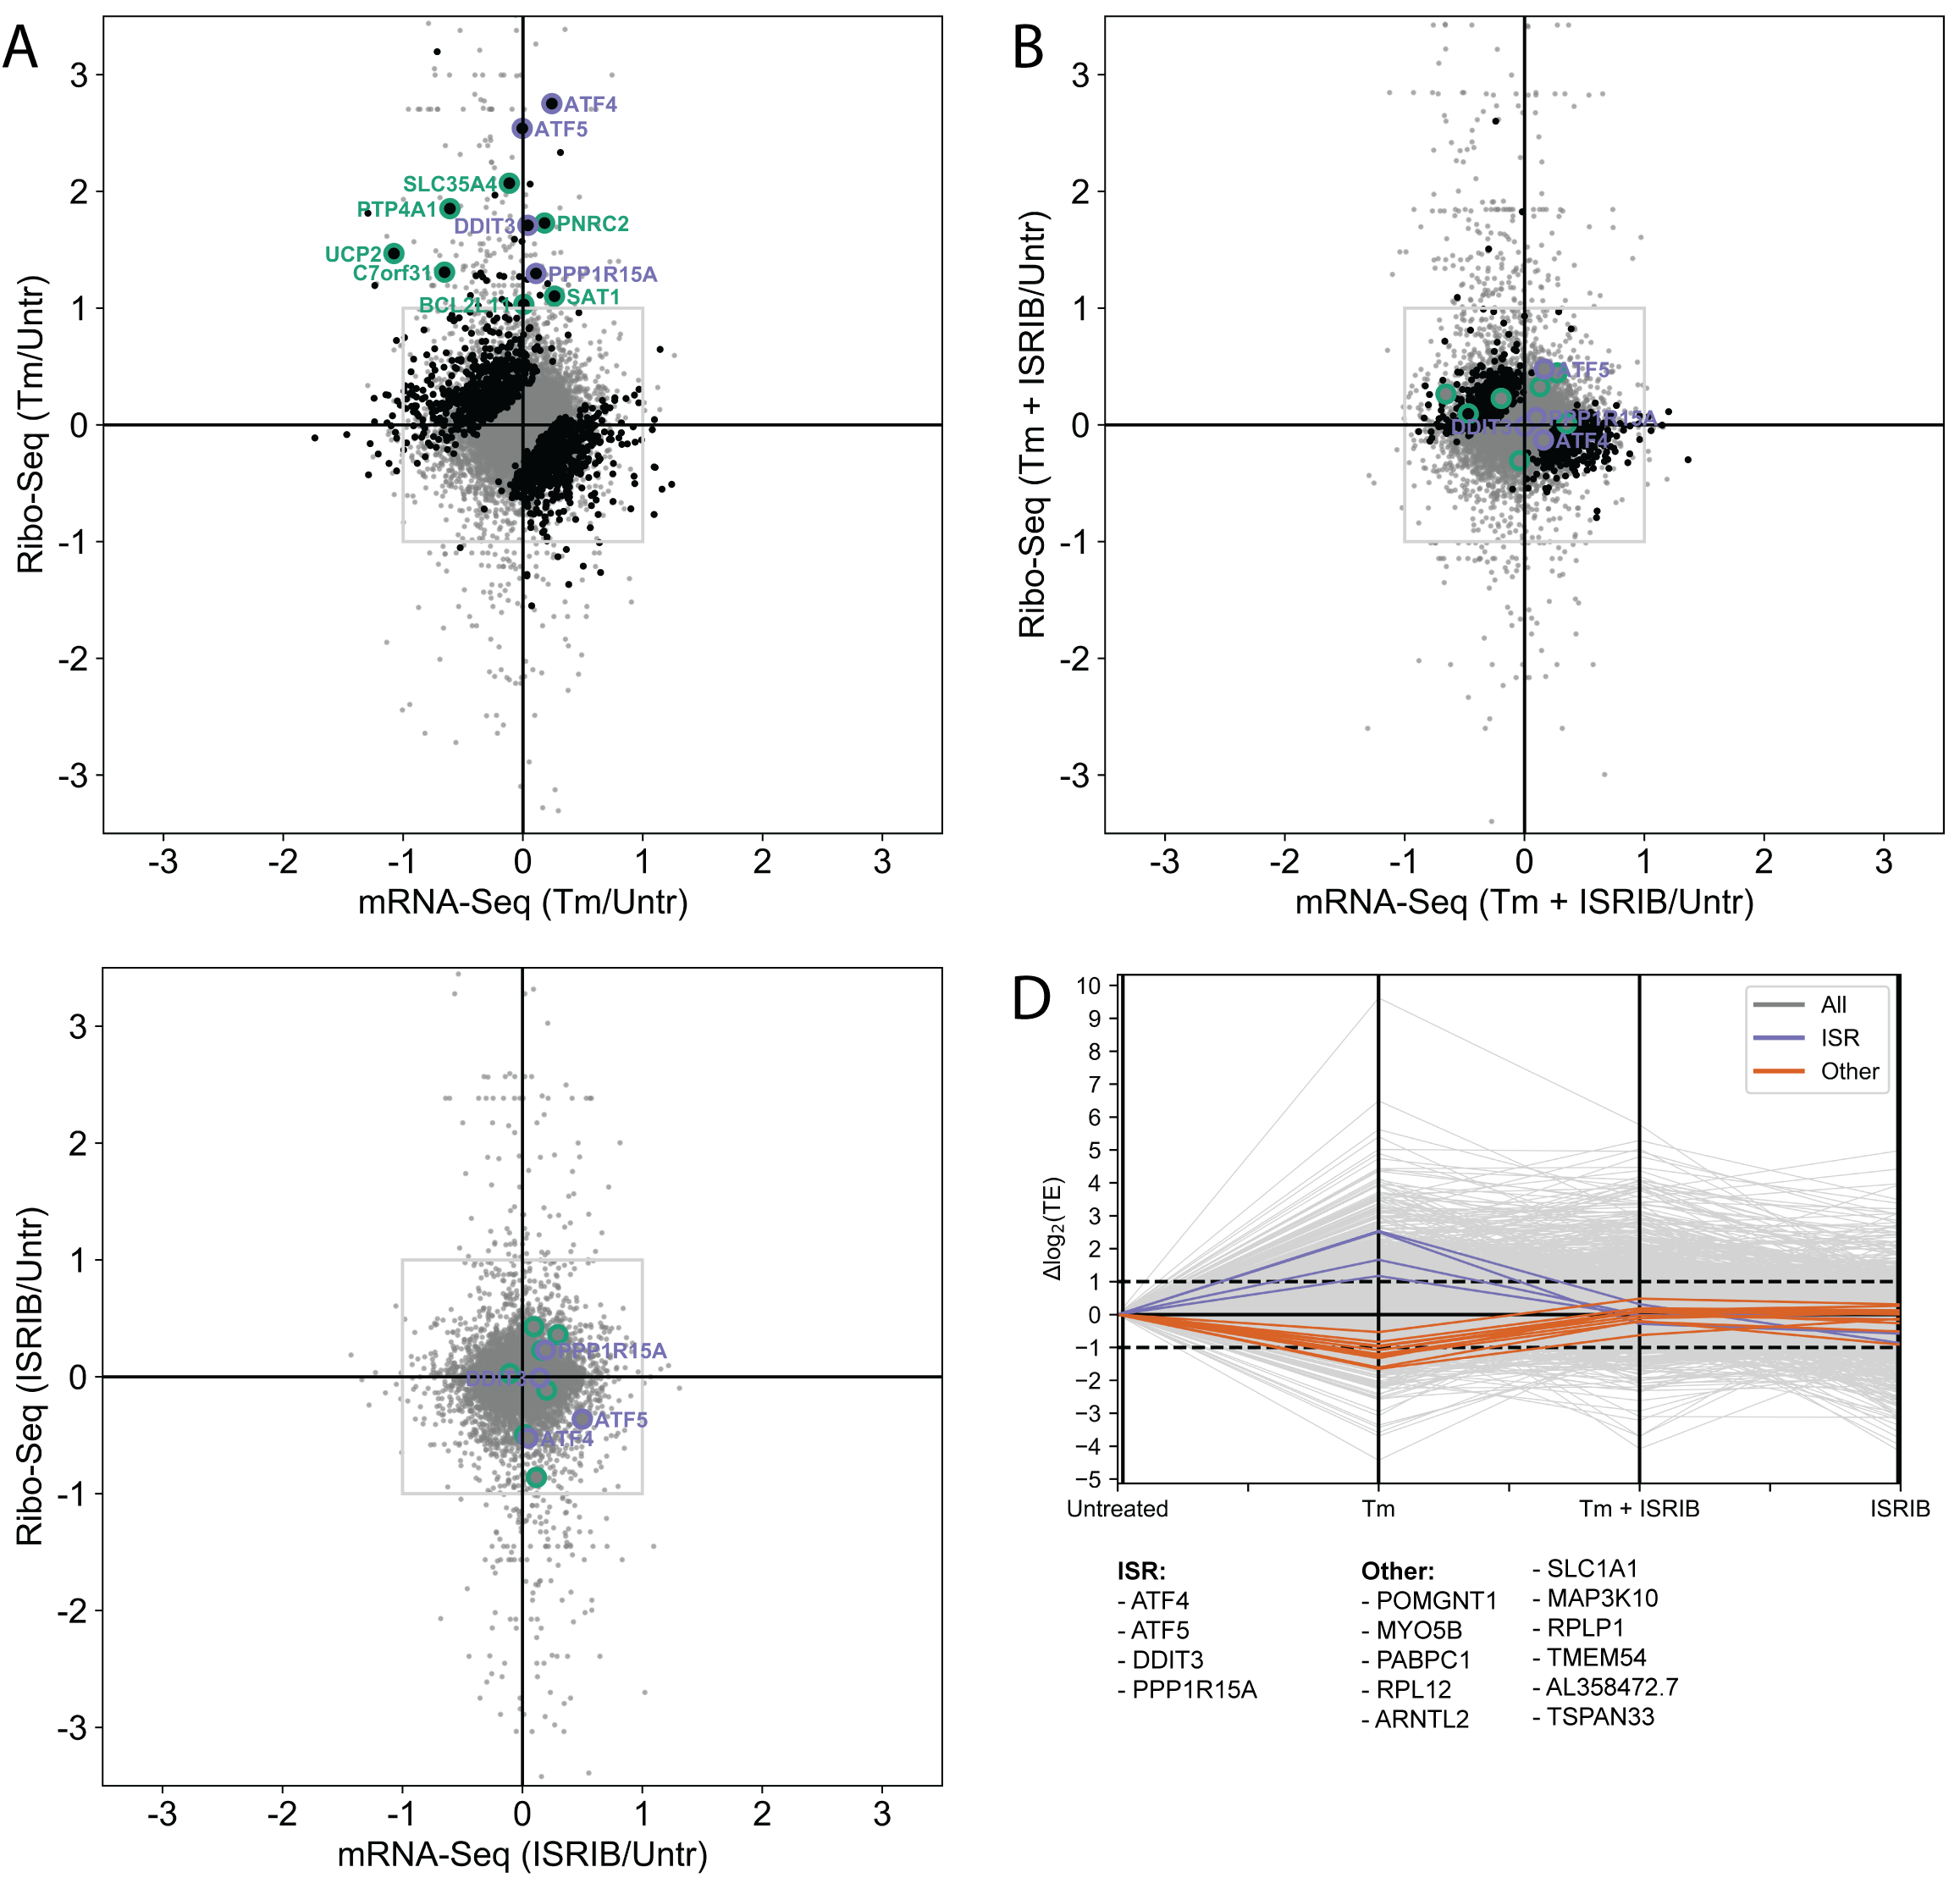 A
3
2
1
0
-1
-2
-3
Ribo-Seq (Tm/Untr)
ATF4
ATF5
SLC35A4
PTP4A1
DDIT3
PNRC2
UCP2
C7orf31
PPP1R15A
BCL2L11
SAT1
-3
-2
-1
0
1
2
3
mRNA-Seq (Tm/Untr)
B
3
2
1
0
-1
-2
-3
Ribo-Seq (Tm + ISRIB/Untr)
ATF5
PPP1R15A
DDIT3
ATF4
-3
-2
-1
0
1
2
3
mRNA-Seq (Tm + ISRIB/Untr)
3
2
1
0
-1
-2
-3
Ribo-Seq (ISRIB/Untr)
PPP1R15A
DDIT3
ATF5
ATF4
-3
-2
-1
0
1
2
3
mRNA-Seq (ISRIB/Untr)
D
10
9
8
7
6
5
4
3
2
1
0
−1
−2
−3
−4
−5
Δlog2(TE)
All
ISR
Other
Untreated
Tm
Tm + ISRIB
ISRIB
ISR:
- ATF4
- ATF5
- DDIT3
- PPP1R15A
Other:
- POMGNT1
- MYO5B
- PABPC1
- RPL12
- ARNTL2
- SLC1A1
- MAP3K10
- RPLP1
- TMEM54
- AL358472.7
- TSPAN33